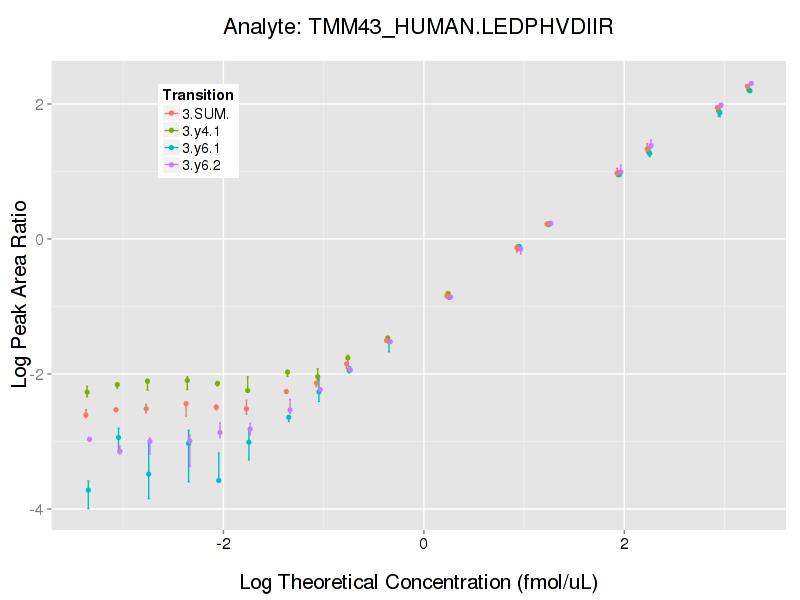 Analyte: TMM43_HUMAN.LEDPHVDIIR
Transition
3.SUM.
3.y4.1
3.y6.1
3.y6.2
Log Peak Area Ratio
2
0
-2
-4
-2
0
2
Log Theoretical Concentration (fmol/uL)